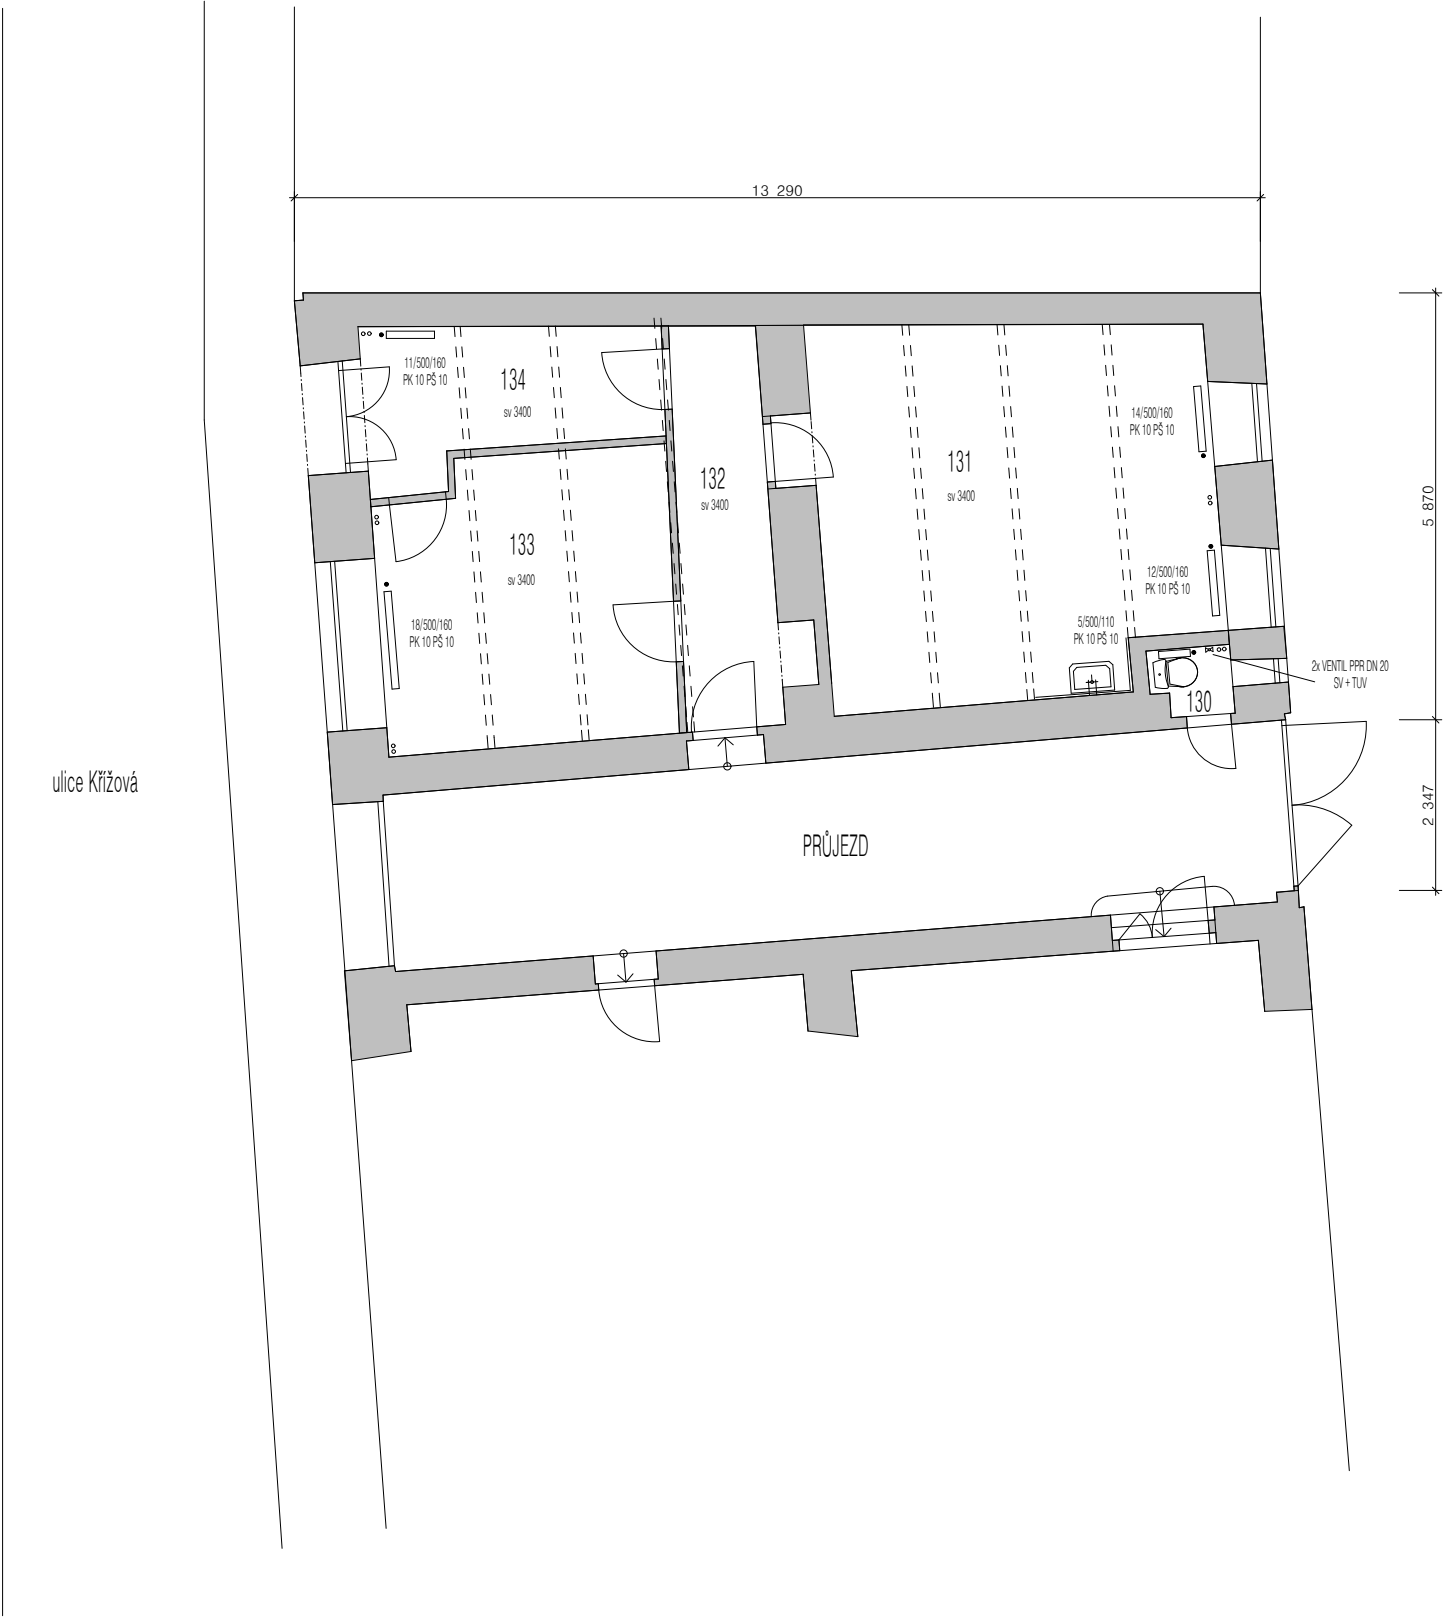 13 290
11/500/160
PK 10 PŠ 10
134
sv 3400
14/500/160
PK 10 PŠ 10
131
sv 3400
132
sv 3400
5 870
133
sv 3400
12/500/160
PK 10 PŠ 10
18/500/160
PK 10 PŠ 10
5/500/110
PK 10 PŠ 10
2x VENTIL PPR DN 20
SV + TUV
130
ulice Křížová
2 347
PRŮJEZD